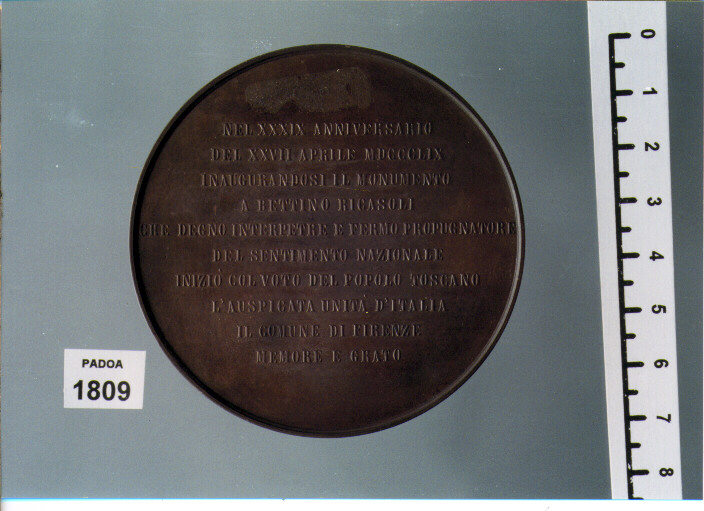 NEL XXXIX ANNIVERSARIO
DEL XXVII APRILE MDCCCLIX
INAUGURANDOSI IL MONUMENTO
A BETTINO RICASOLI
CHE DEGNO INTERPETRE E FERMO PROPUGNATORE
DEL SENTIMENTO NAZIONALE
INIZIÒ COL VOTO DEL POPOLO TOSCANO
L'AUSPICATA UNITÀ D'ITALIA
IL COMUNE DI FIRENZE
MEMORE E GRATO
PADOA
1809
0
1
2
3
4
5
6
7
8